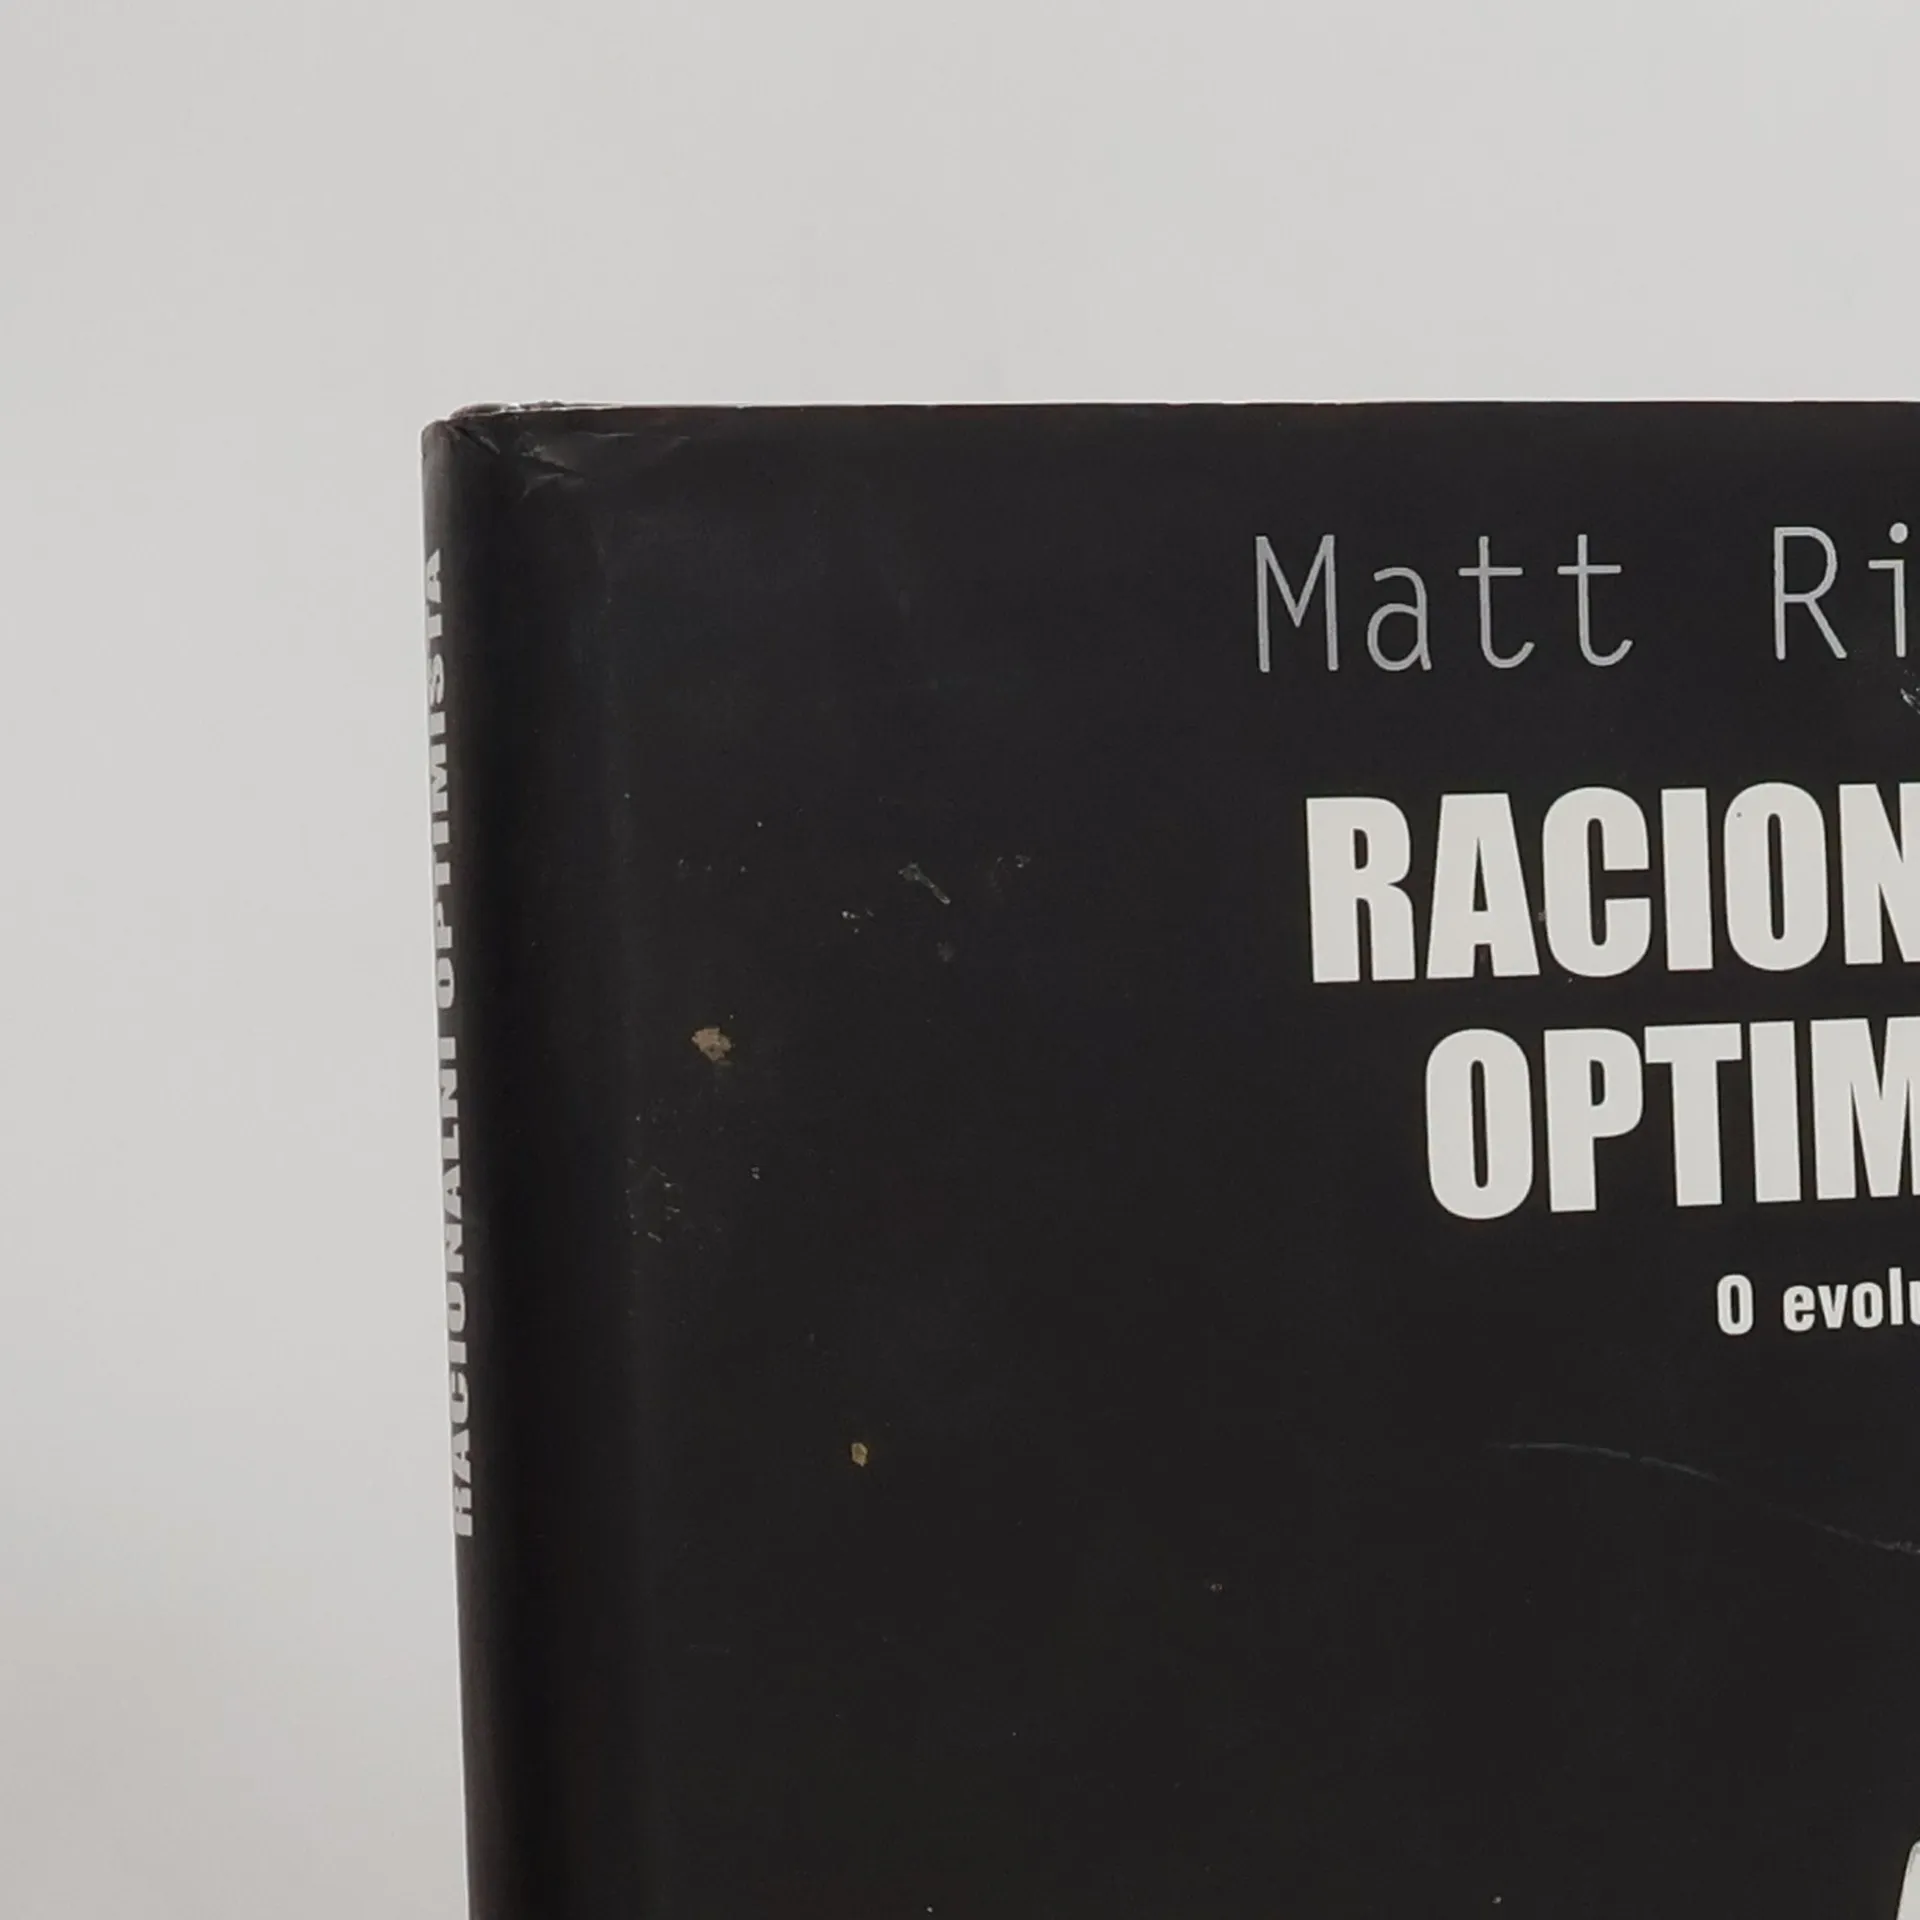 RACIONÁLNÍ OPTIMISTA
Matt Ri
RACION
OPTIM
O evolu